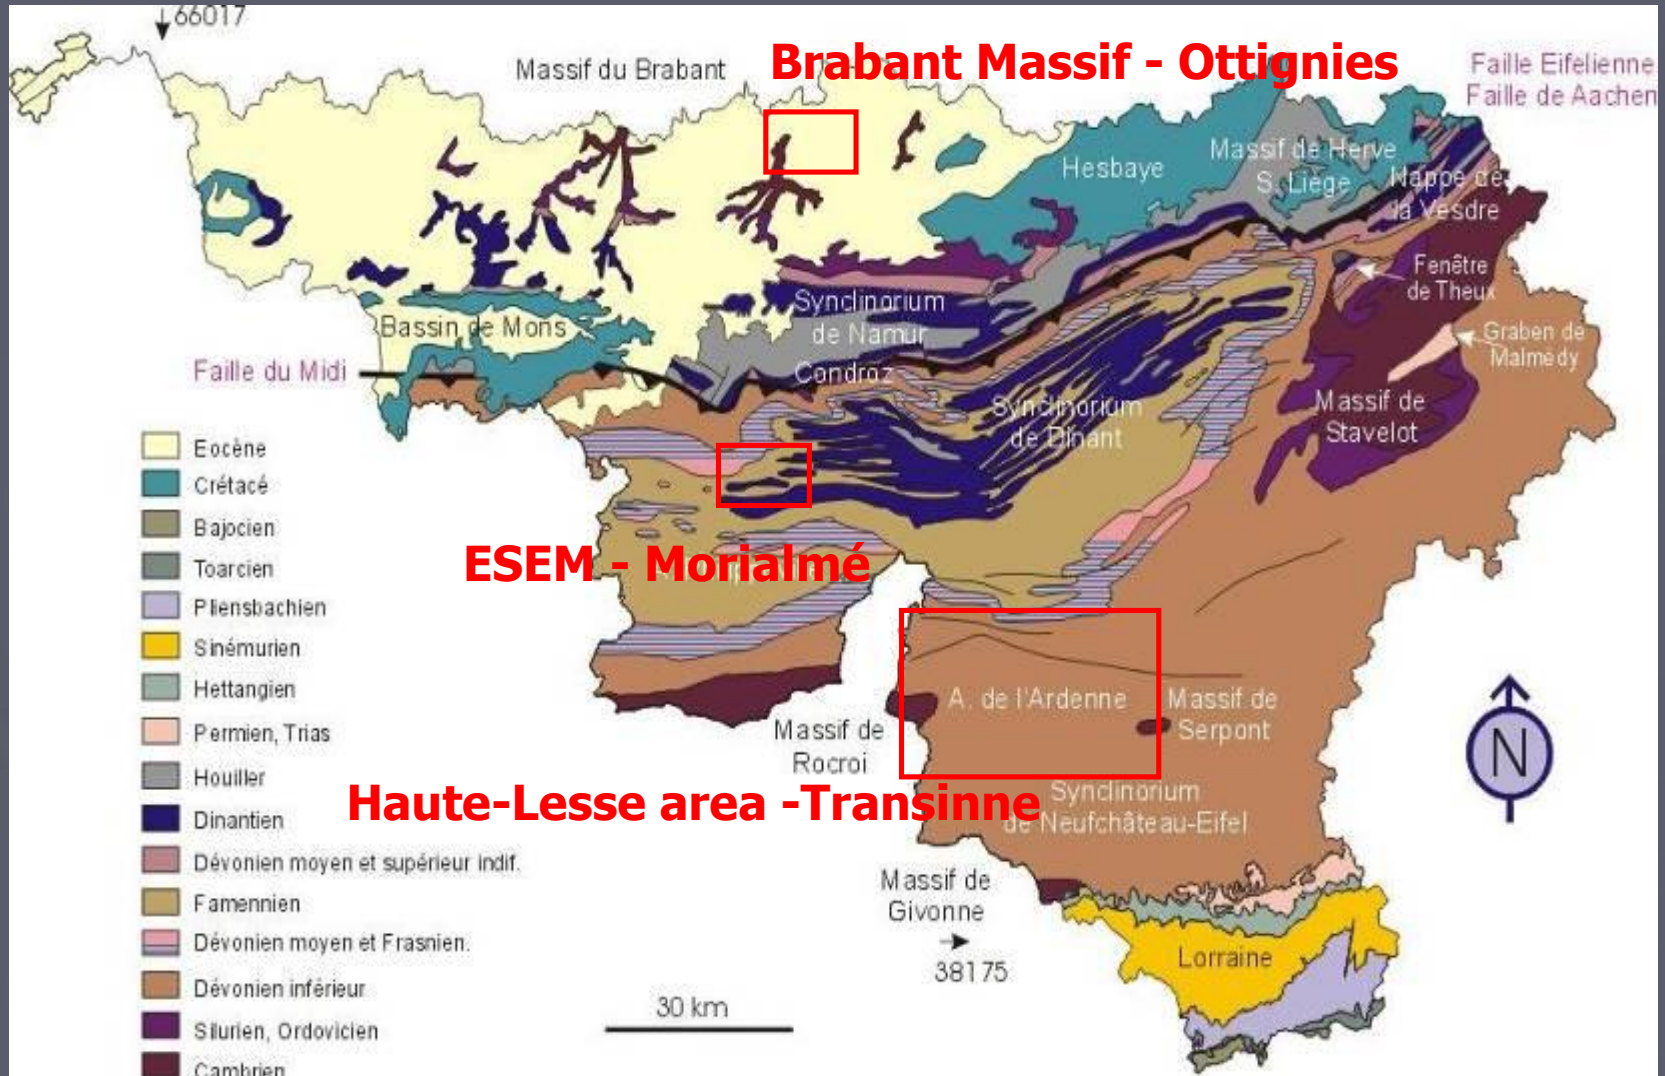 66017
Massif du Brabant
Brabant Massif - Ottignies
Faille Eifelienne
Faille de Aachen
Hesbaye
Massif de Herve
S. Liège
Nappe de
la Vesdre
Fenêtre
de Theux
Graben de
Malmédy
Synclinorium
de Namur
Bassin de Mons
Faille du Midi
Condroz
Synclinorium
de Dinant
Massif de
Stavelot
ESEM - Morialmé
A. de l'Ardenne
Massif de
Serpont
Massif de
Rocroi
Haute-Lesse area -Transinne
Synclinorium
de Neufchâteau-Eifel
N
Massif de
Givonne
38175
Lorraine
30 km
Eocène
Crétacé
Bajocien
Toarcien
Pliensbachien
Sinémurien
Hettangien
Permien, Trias
Houiller
Dinantien
Dévonien moyen et supérieur indif.
Famennien
Dévonien moyen et Frasnien.
Dévonien inférieur
Silurien, Ordovicien
Cambrien